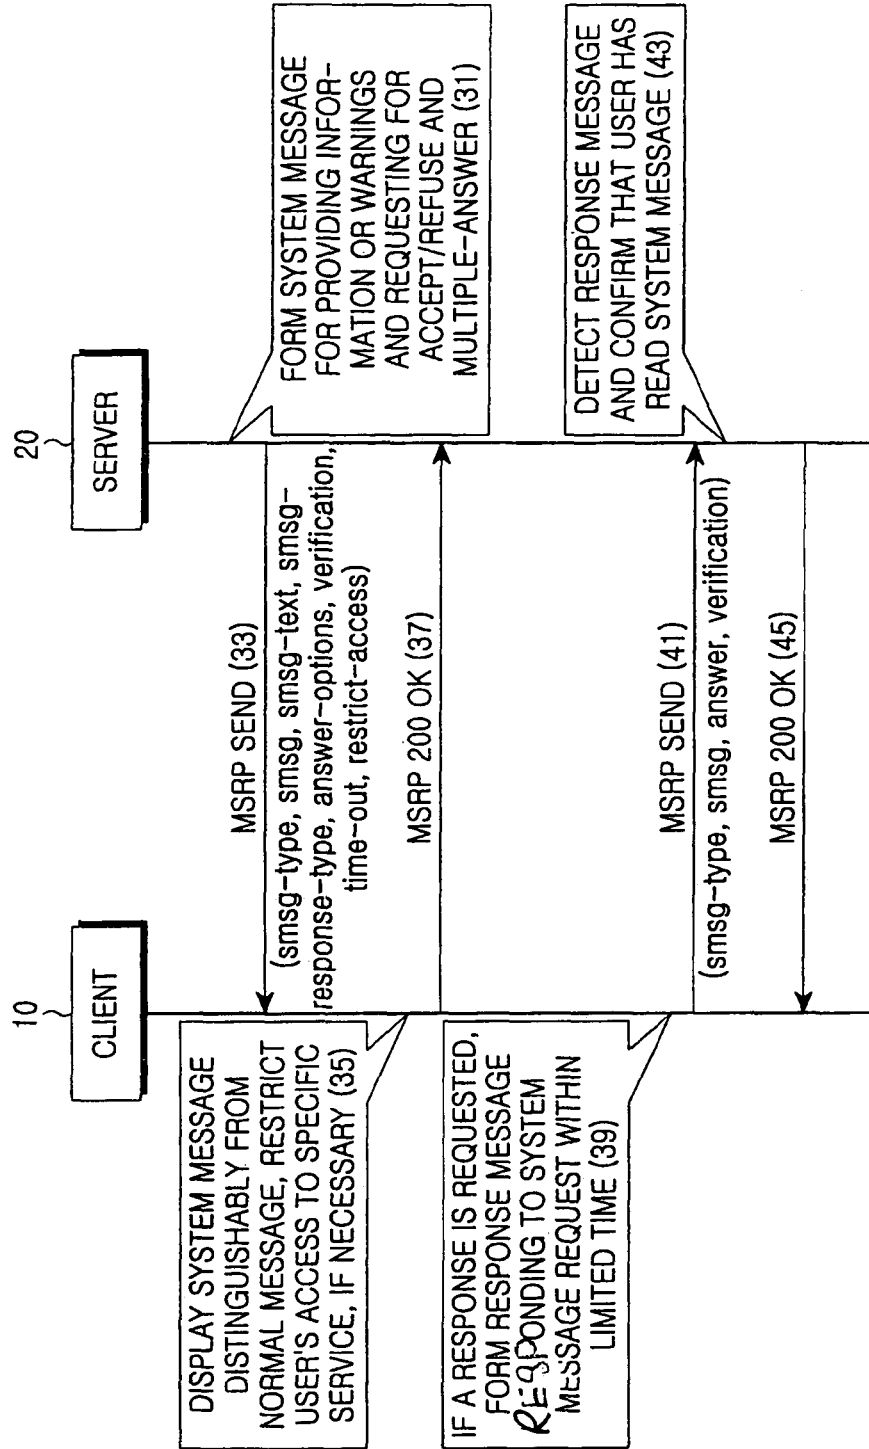 10
CLIENT
20
SERVER
FORM SYSTEM MESSAGE
FOR PROVIDING INFOR-
MATION OR WARNINGS
AND REQUESTING FOR
ACCEPT/REFUSE AND
MULTIPLE-ANSWER (31)
MSRP SEND (33)
(smsg-type, smsg, smsg-text, smsg-
response-type, answer-options, verification,
time-out, restrict-access)
DISPLAY SYSTEM MESSAGE
DISTINGUISHABLY FROM
NORMAL MESSAGE, RESTRICT
USER'S ACCESS TO SPECIFIC
SERVICE, IF NECESSARY (35)
MSRP 200 OK (37)
IF A RESPONSE IS REQUESTED,
FORM RESPONSE MESSAGE
RESPONDING TO SYSTEM
MESSAGE REQUEST WITHIN
LIMITED TIME (39)
MSRP SEND (41)
(smsg-type, smsg, answer, verification)
DETECT RESPONSE MESSAGE
AND CONFIRM THAT USER HAS
READ SYSTEM MESSAGE (43)
MSRP 200 OK (45)